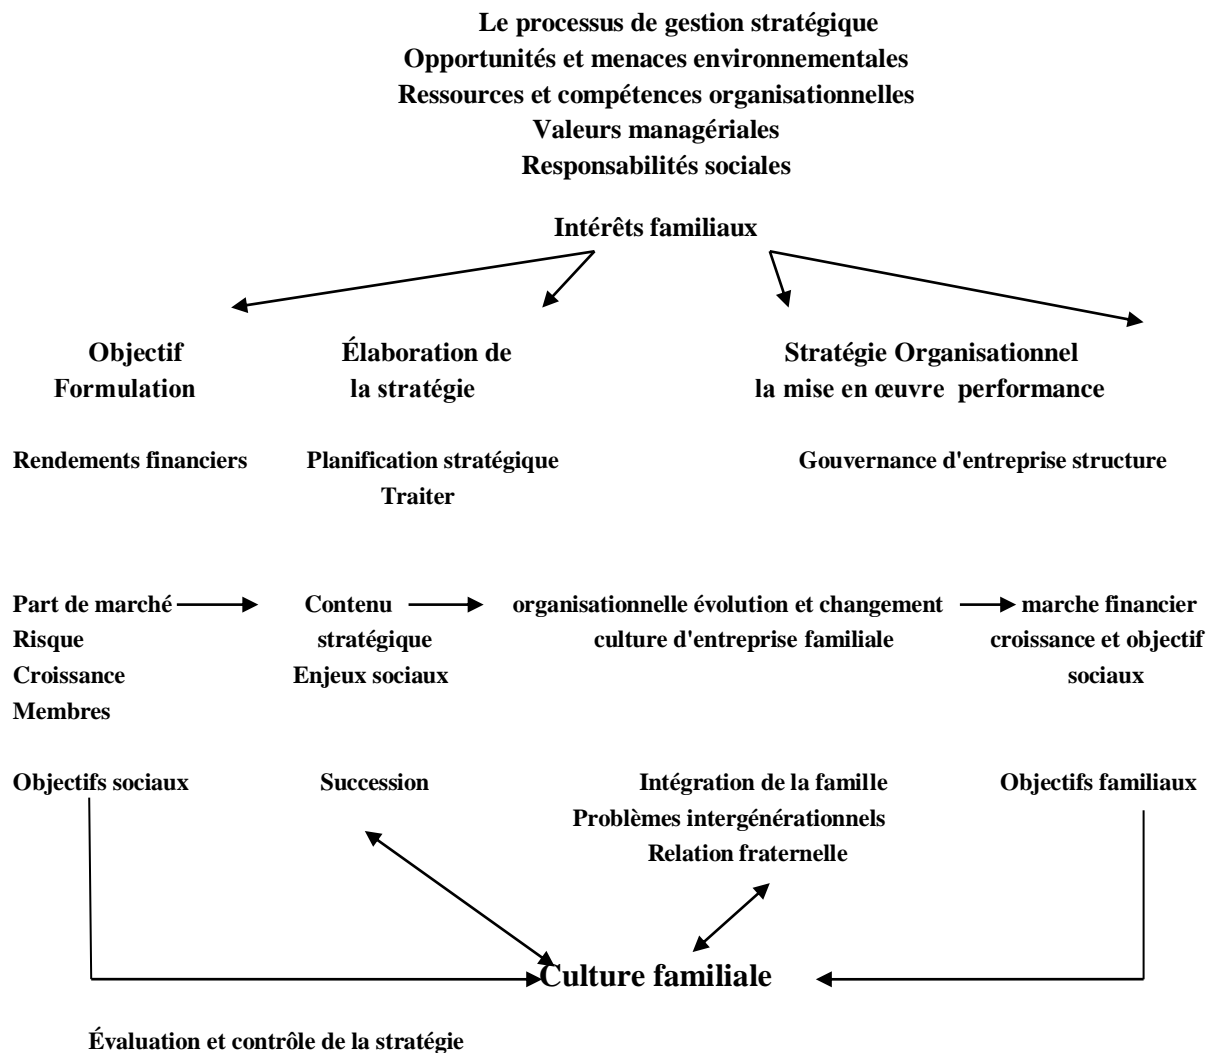 Le processus de gestion stratégique
Opportunités et menaces environnementales
Ressources et compétences organisationnelles
Valeurs managériales
Responsabilités sociales
Intérêts familiaux
Objectif
Formulation
Élaboration de
la stratégie
Stratégie Organisationnel
la mise en œuvre performance
Rendements financiers
Planification stratégique
Traiter
Gouvernance d'entreprise structure
Part de marché
Risque
Croissance
Membres
Contenu
stratégique
Enjeux sociaux
organisationnelle évolution et changement
culture d'entreprise familiale
marche financier
croissance et objectif
sociaux
Objectifs sociaux
Succession
Intégration de la famille
Problèmes intergénérationnels
Relation fraternelle
Objectifs familiaux
Culture familiale
Évaluation et contrôle de la stratégie